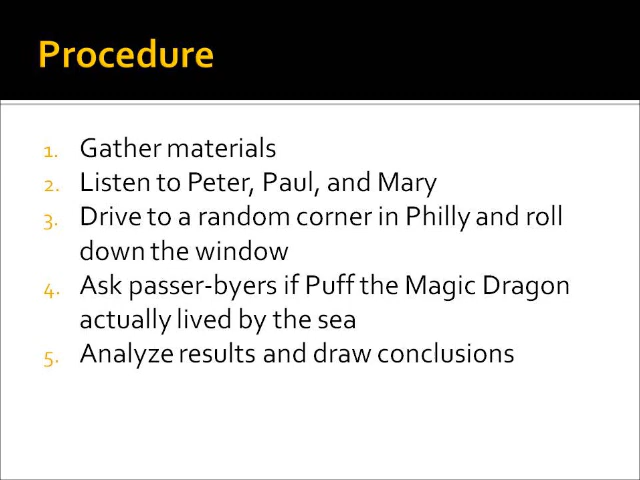 Procedure
1. Gather materials
2. Listen to Peter, Paul, and Mary
3. Drive to a random corner in Philly and roll
down the window
4. Ask passer-byers if Puff the Magic Dragon
actually lived by the sea
5. Analyze results and draw conclusions